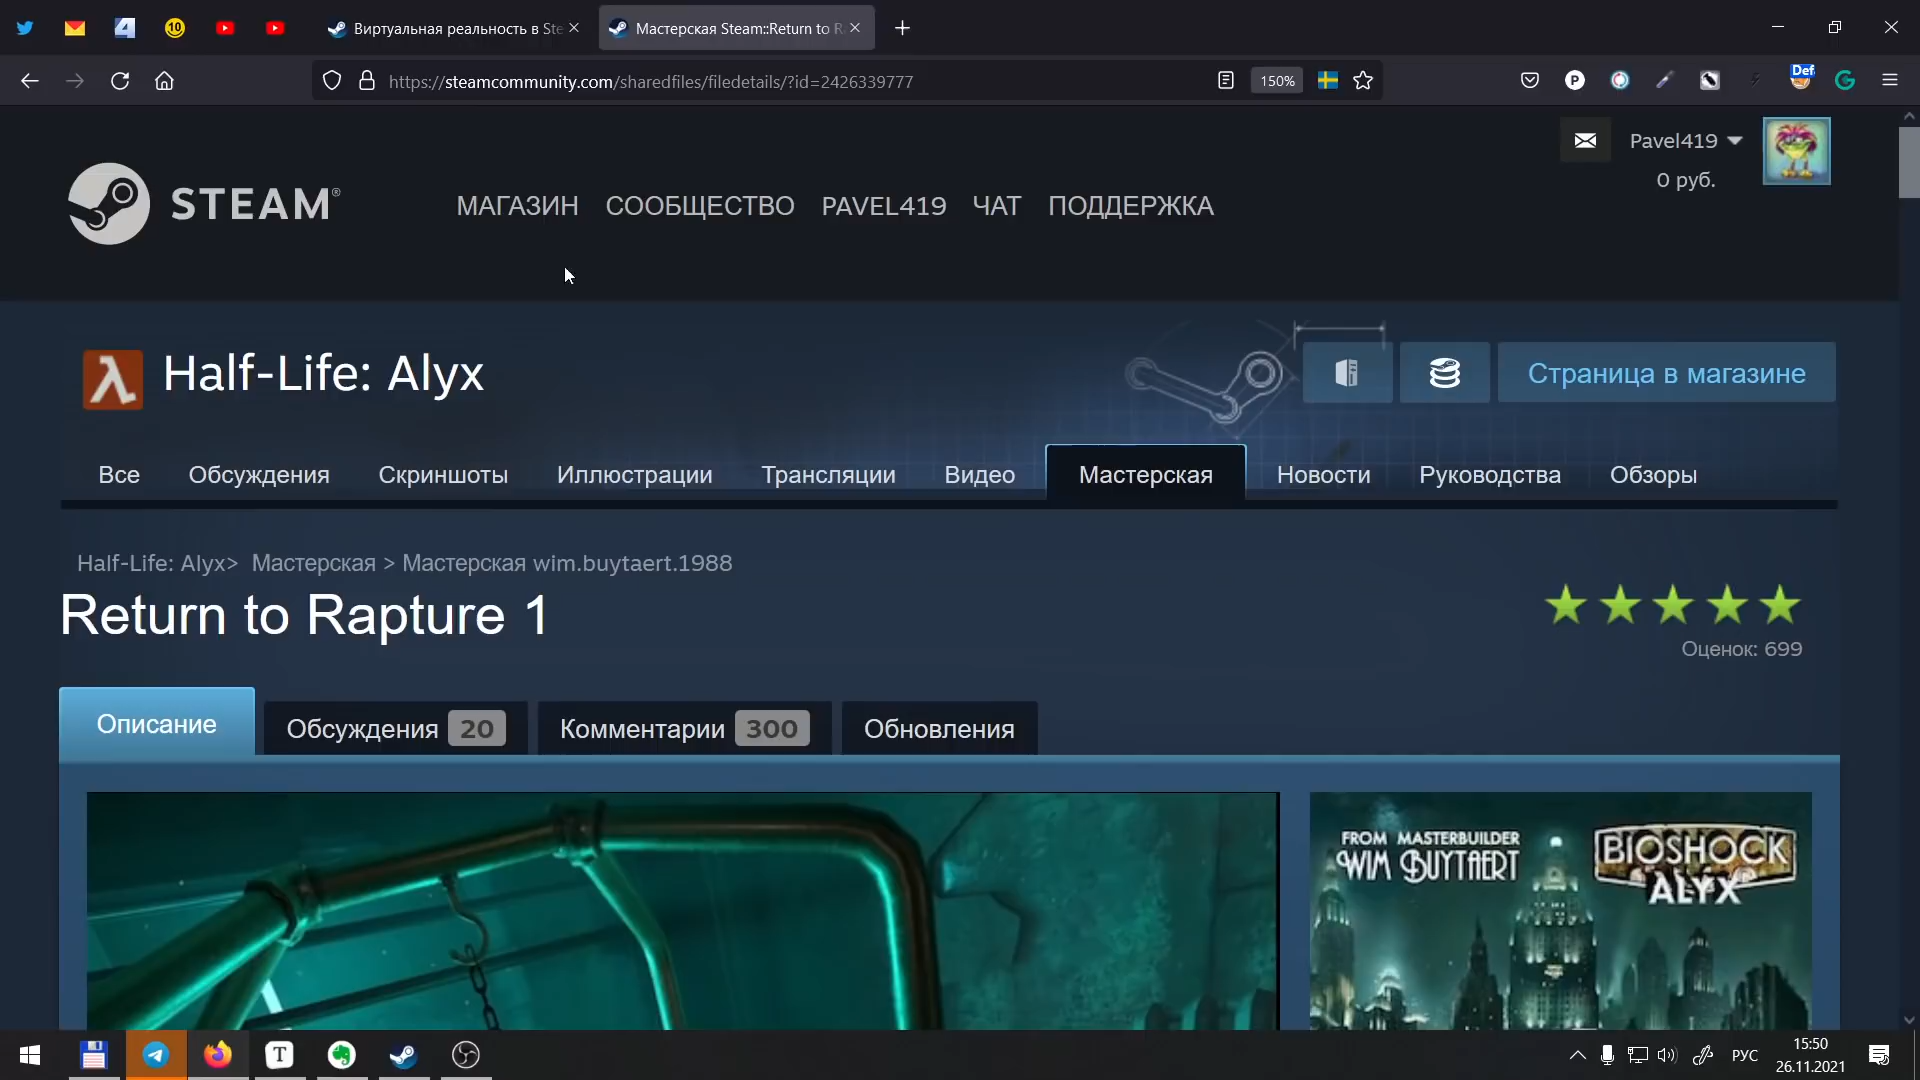 Виртуальная реальность в Ste
Мастерская Steam::Return to R
https://steamcommunity.com/sharedfiles/filedetails/?id=2426339777
150%
Def
10
STEAM®
МАГАЗИН СООБЩЕСТВО PAVEL419 ЧАТ ПОДДЕРЖКА
Pavel419
0 руб.
Half-Life: Alyx
Страница в магазине
Все Обсуждения Скриншоты Иллюстрации Трансляции Видео Мастерская Новости Руководства Обзоры
Half-Life: Alyx> Мастерская > Мастерская wim.buytaert.1988
Return to Rapture 1
Оценок: 699
Описание Обсуждения 20 Комментарии 300 Обновления
FROM MASTERBUILDER
WIM BUYTAERT
BIOSHOCK
ALYX
РУС
15:50
26.11.2021